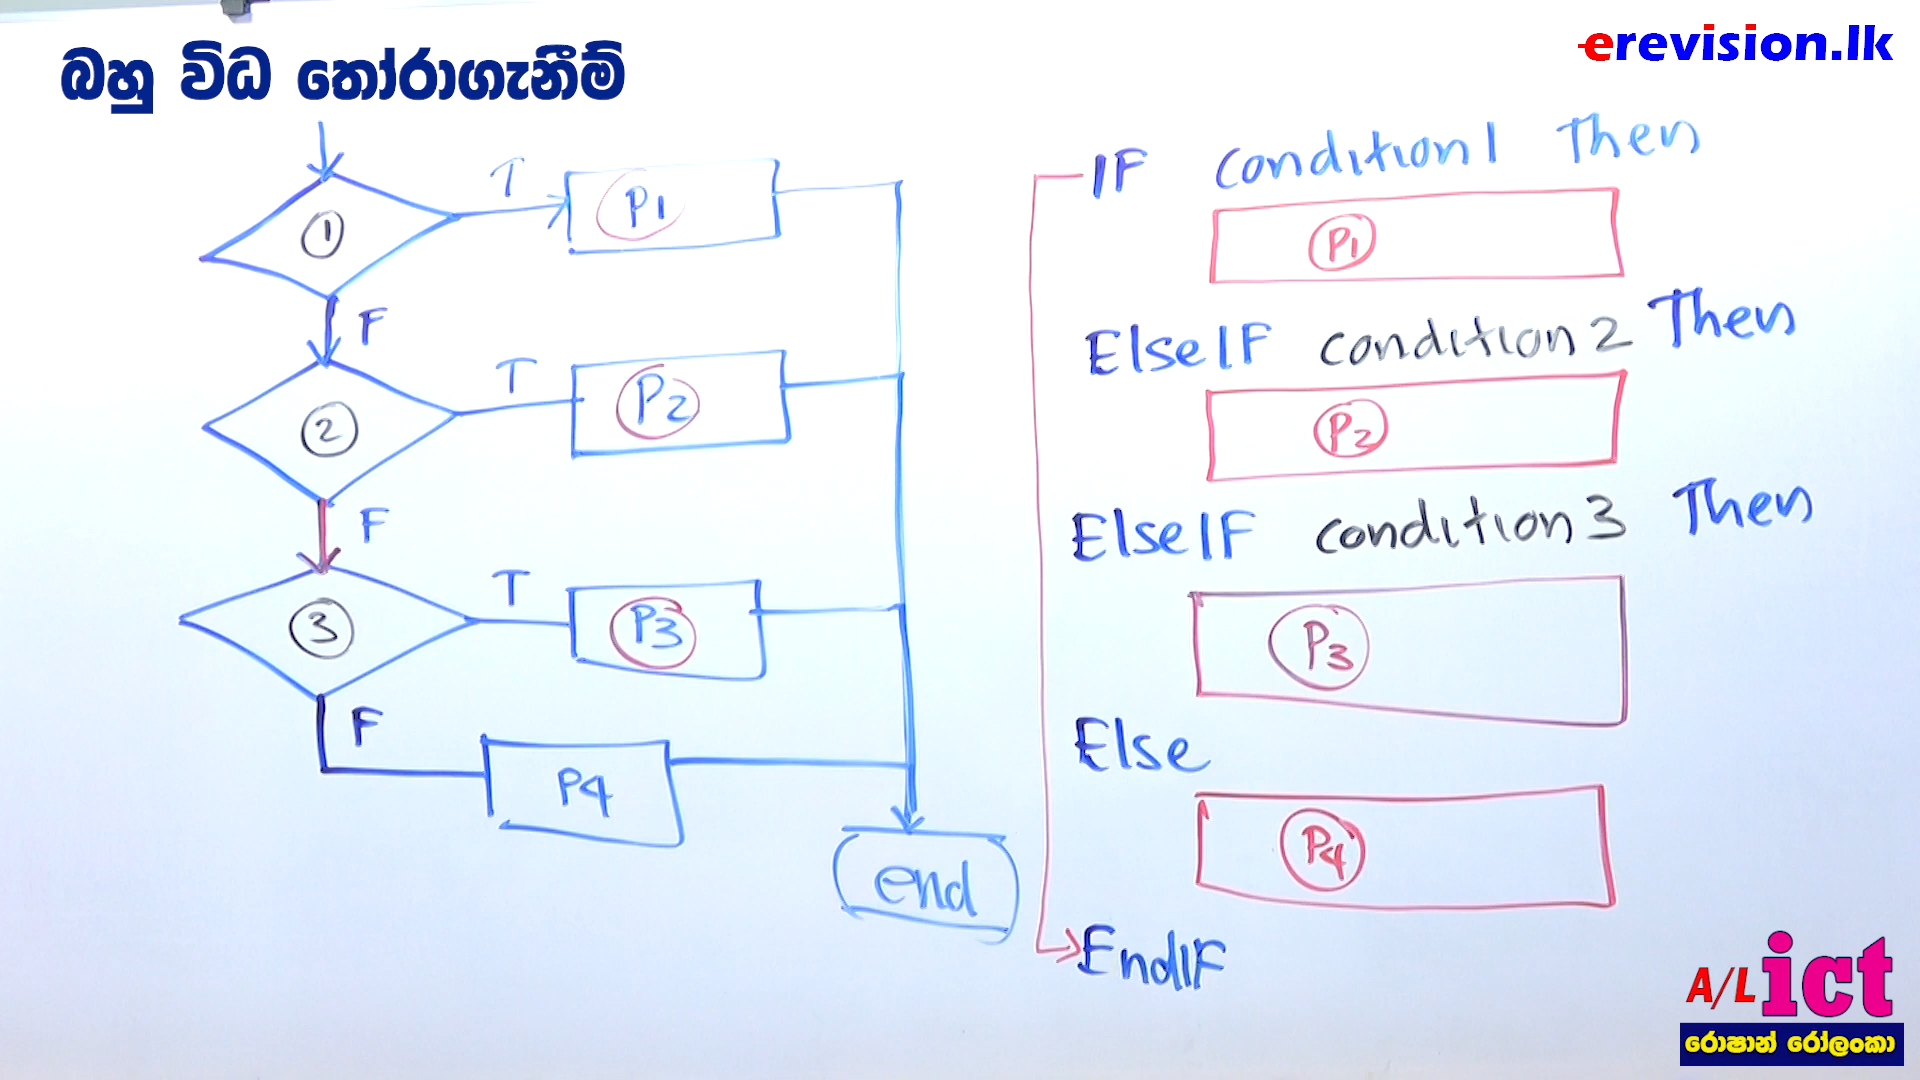 බහු විධ තෝරාගැනීම්
erevision.lk
1
T
P1
F
2
T
P2
F
3
T
P3
F
P4
end
IF condition1 Then
P1
ElseIF condition2 Then
P2
ElseIF condition3 Then
P3
Else
P4
EndIF
A/L ict
රොෂාන් රෝලංකා